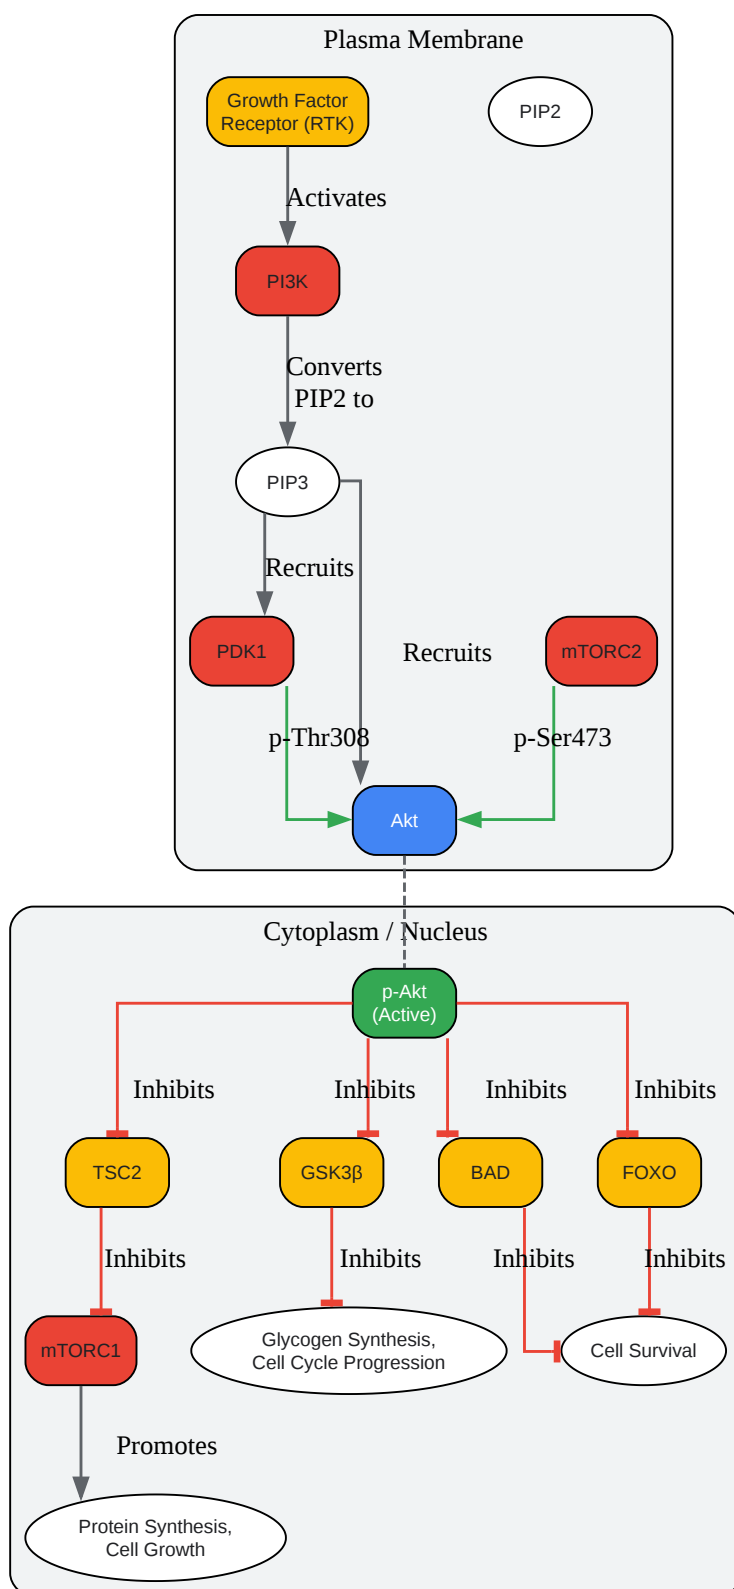 Plasma Membrane
Growth Factor
Receptor (RTK)
PIP2
Activates
PI3K
Converts
PIP2 to
PIP3
Recruits
PDK1
Recruits
mTORC2
p-Thr308
p-Ser473
Akt
Cytoplasm / Nucleus
p-Akt
(Active)
Inhibits
Inhibits
Inhibits
Inhibits
TSC2
GSK3β
BAD
FOXO
Inhibits
Inhibits
Inhibits
Inhibits
mTORC1
Glycogen Synthesis,
Cell Cycle Progression
Cell Survival
Promotes
Protein Synthesis,
Cell Growth